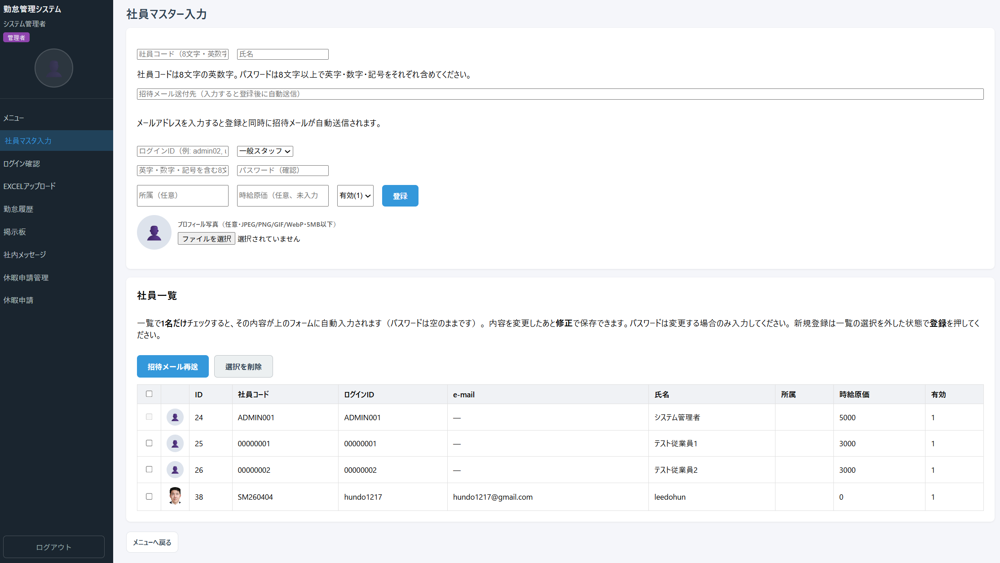 勤怠管理システム
システム管理者
管理者
メニュー
社員マスタ入力
ログイン確認
EXCELアップロード
勤怠履歴
掲示板
社内メッセージ
休暇申請管理
休暇申請
ログアウト
社員マスター入力
社員コード（8文字・英数字 氏名
社員コードは8文字の英数字。パスワードは8文字以上で英字・数字・記号をそれぞれ含めてください。
招待メール送付先（入力すると登録後に自動送信）
メールアドレスを入力すると登録と同時に招待メールが自動送信されます。
ログインID（例: admin02, u 一般スタッフ
英字・数字・記号を含む8文 パスワード（確認）
所属（任意） 時給原価（任意、未入力 有効(1) 登録
プロフィール写真（任意・JPEG/PNG/GIF/WebP・5MB以下）
ファイルを選択 選択されていません
社員一覧
一覧で1名だけチェックすると、その内容が上のフォームに自動入力されます（パスワードは空のままです）。内容を変更したあと修正で保存できます。パスワードは変更する場合のみ入力してください。新規登録は一覧の選択を外した状態で登録を押してく
ださい。
招待メール再送 選択を削除
ID 社員コード ログインID e-mail 氏名 所属 時給原価 有効
24 ADMIN001 ADMIN001 — システム管理者 5000 1
25 00000001 00000001 — テスト従業員1 3000 1
26 00000002 00000002 — テスト従業員2 3000 1
38 SM260404 hundo1217 hundo1217@gmail.com leedohun 0 1
メニューへ戻る